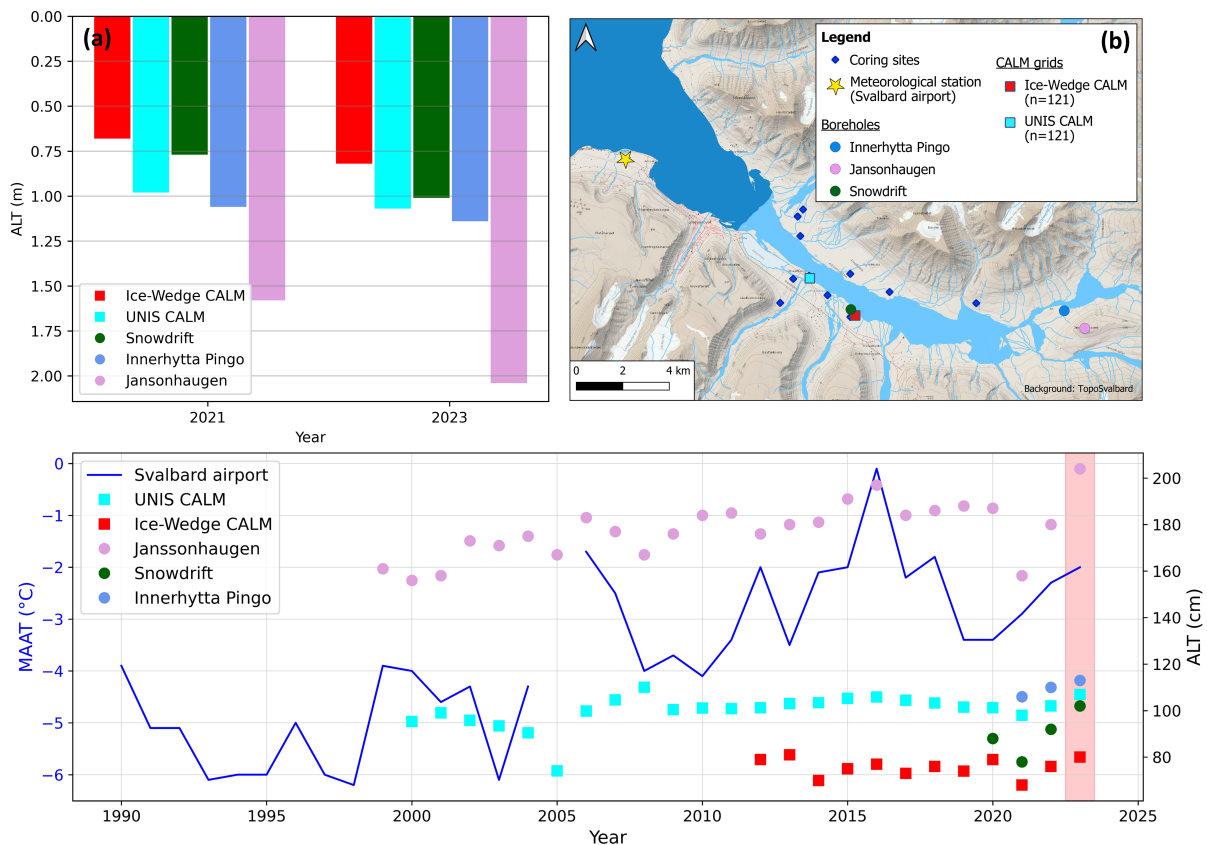 0.00
0.25
0.50
0.75
1.00
1.25
1.50
1.75
2.00
ALT (m)
(a)
Ice-Wedge CALM
UNIS CALM
Snowdrift
Innerhytta Pingo
Jansonhaugen
2021
2023
Year
(b)
Legend
Coring sites
Meteorological station
(Svalbard airport)
Boreholes
Innerhytta Pingo
Jansonhaugen
Snowdrift
CALM grids
Ice-Wedge CALM
(n=121)
UNIS CALM
(n=121)
0 2 4 km
Background: TopoSvalbard
0
−1
−2
−3
−4
−5
−6
MAAT (°C)
Svalbard airport
UNIS CALM
Ice-Wedge CALM
Janssonhaugen
Snowdrift
Innerhytta Pingo
200
180
160
140
120
100
80
ALT (cm)
1990 1995 2000 2005 2010 2015 2020 2025
Year